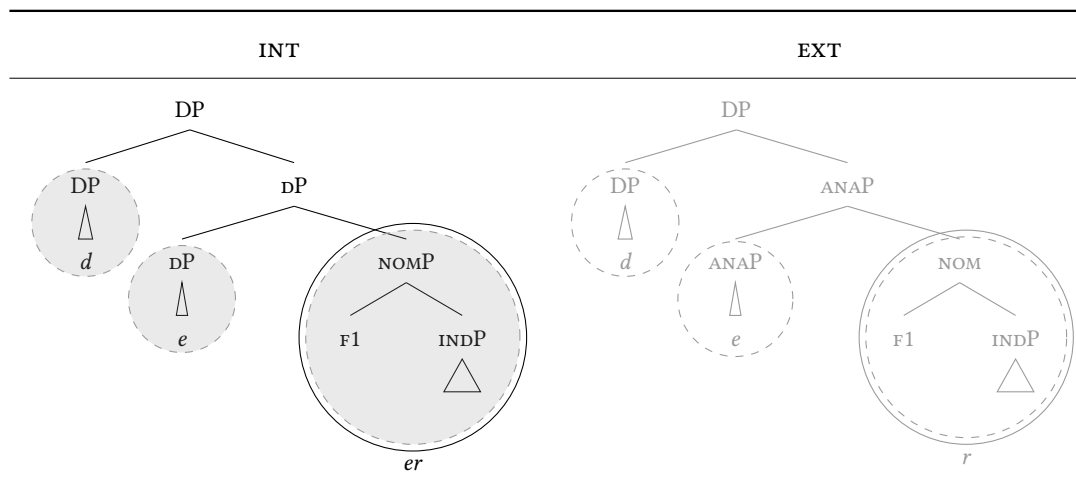 INT EXT
DP DP
DP DP DP ANAP
d d
DP NOMP ANAP NOM
e F1 INDP e F1 INDP
er r